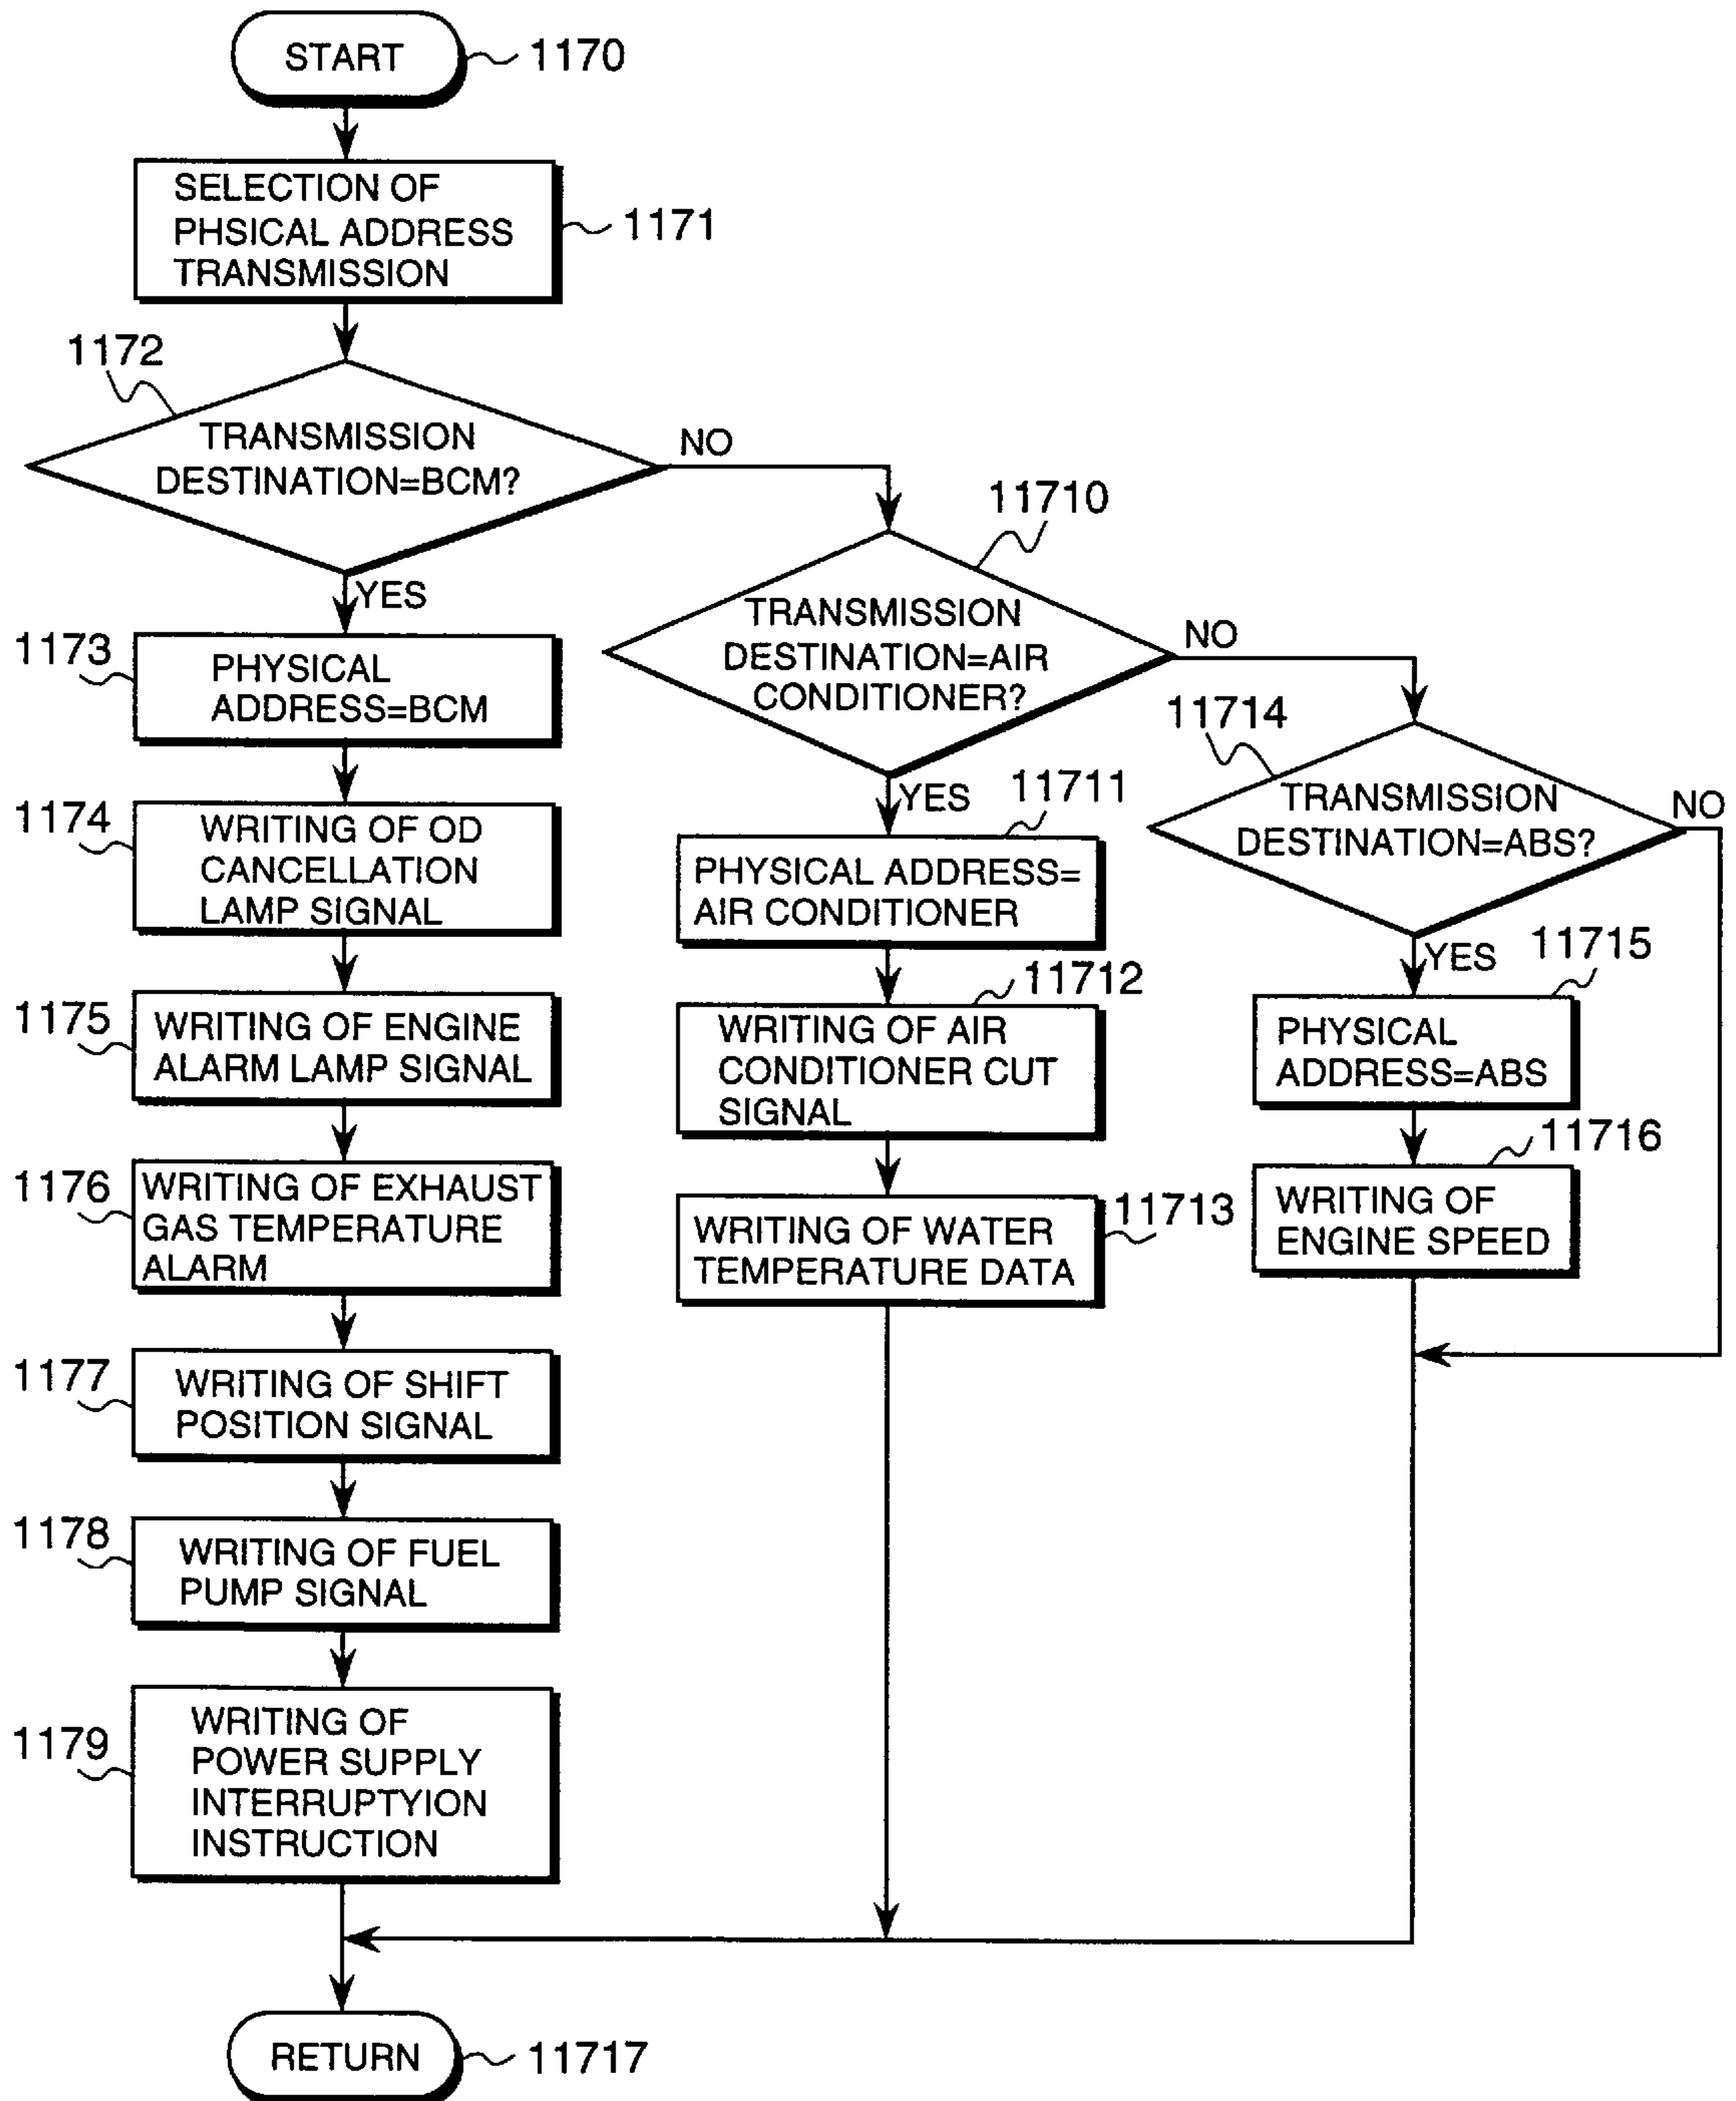 START
1170
SELECTION OF
PHSICAL ADDRESS
TRANSMISSION
1171
1172
TRANSMISSION
DESTINATION=BCM?
NO
YES
1173
PHYSICAL
ADDRESS=BCM
1174
WRITING OF OD
CANCELLATION
LAMP SIGNAL
1175
WRITING OF ENGINE
ALARM LAMP SIGNAL
1176
WRITING OF EXHAUST
GAS TEMPERATURE
ALARM
1177
WRITING OF SHIFT
POSITION SIGNAL
1178
WRITING OF FUEL
PUMP SIGNAL
1179
WRITING OF
POWER SUPPLY
INTERRUPTYION
INSTRUCTION
11710
TRANSMISSION
DESTINATION=AIR
CONDITIONER?
NO
YES
11711
PHYSICAL ADDRESS=
AIR CONDITIONER
11712
WRITING OF AIR
CONDITIONER CUT
SIGNAL
11713
WRITING OF WATER
TEMPERATURE DATA
11714
TRANSMISSION
DESTINATION=ABS?
NO
YES
11715
PHYSICAL
ADDRESS=ABS
11716
WRITING OF
ENGINE SPEED
RETURN
11717